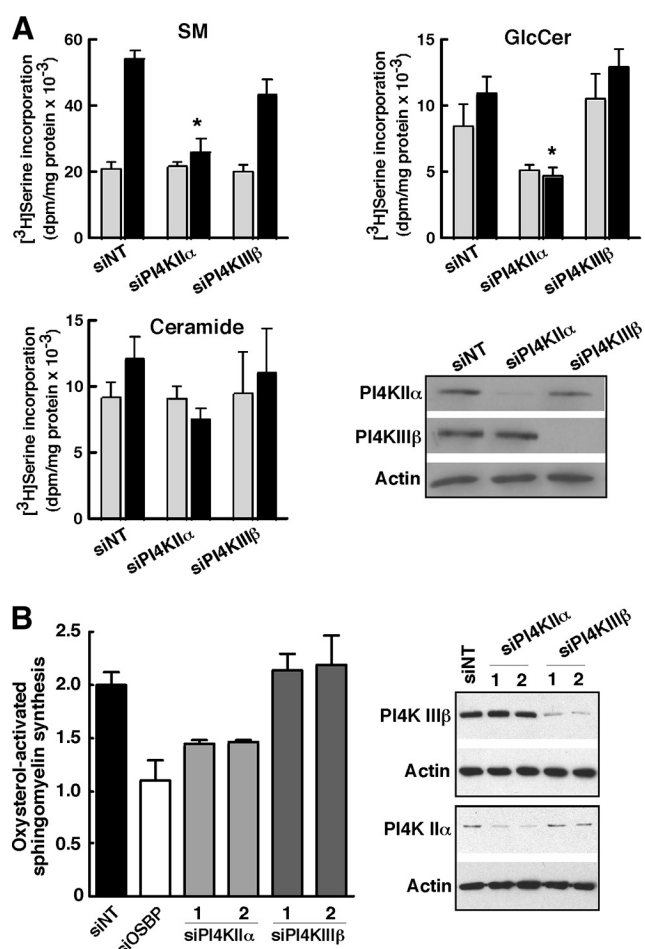 A
SM
[3H]Serine incorporation
(dpm/mg protein x 10-3)
60
40
20
0
*
siNT
siPI4KIIα
siPI4KIIIβ
GlcCer
[3H]Serine incorporation
(dpm/mg protein x 10-3)
15
10
5
0
*
siNT
siPI4KIIα
siPI4KIIIβ
Ceramide
[3H]Serine incorporation
(dpm/mg protein x 10-3)
15
10
5
0
siNT
siPI4KIIα
siPI4KIIIβ
siNT
siPI4KIIα
siPI4KIIIβ
PI4KIIα
PI4KIIIβ
Actin
B
Oxysterol-activated
sphingomyelin synthesis
2.5
2.0
1.5
1.0
0.5
0
siNT
siOSBP
1 2 1 2
siPI4KIIα siPI4KIIIβ
siNT
siPI4KIIα
siPI4KIIIβ
1 2 1 2
PI4K IIIβ
Actin
PI4K IIα
Actin